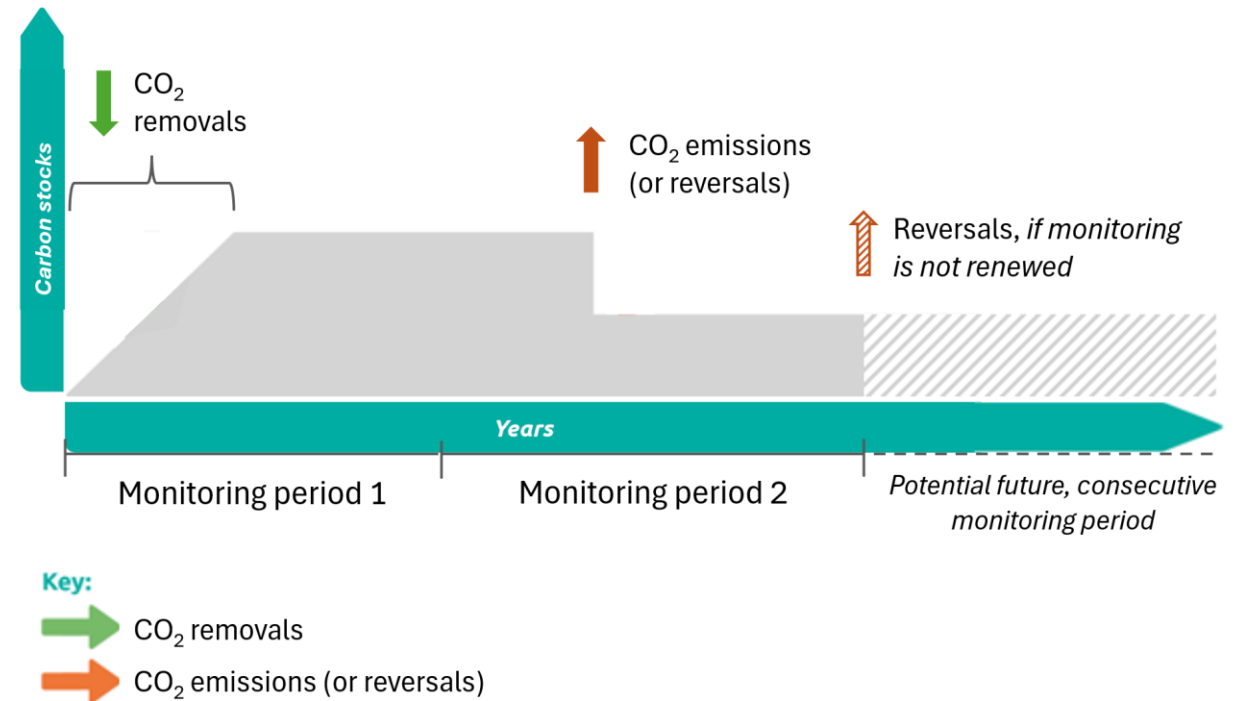 Carbon stocks
CO₂
removals
CO₂ emissions
(or reversals)
Reversals, if monitoring
is not renewed
Years
Monitoring period 1
Monitoring period 2
Potential future, consecutive
monitoring period
Key:
CO₂ removals
CO₂ emissions (or reversals)